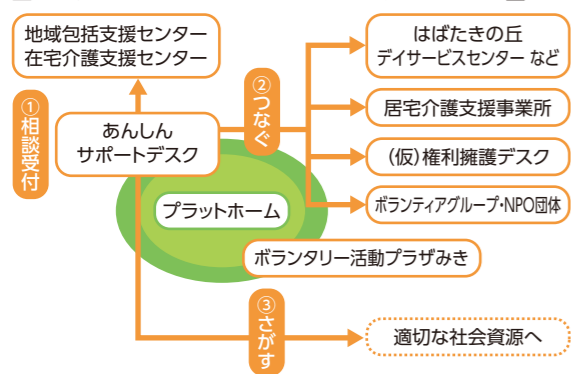 地域包括支援センター
在宅介護支援センター
①相談受付
あんしん
サポートデスク
②つなぐ
はばたきの丘
デイサービスセンター など
居宅介護支援事業所
(仮)権利擁護デスク
ボランティアグループ・NPO団体
プラットホーム
ボランタリー活動プラザみき
③さがす
適切な社会資源へ